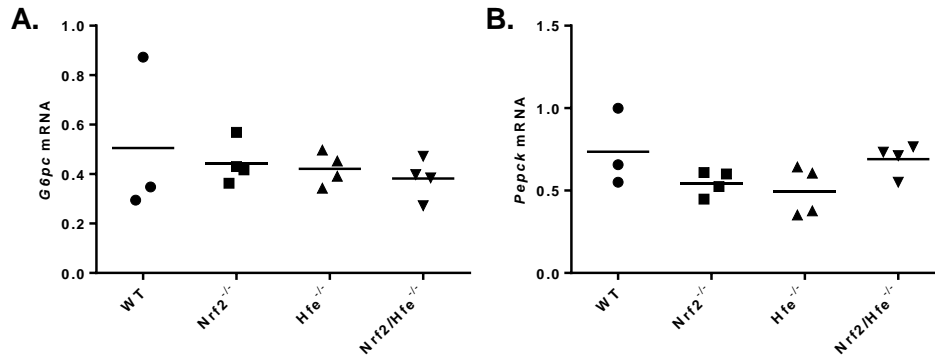 A.
G6pc mRNA
1.0
0.8
0.6
0.4
0.2
0.0
WT
Nrf2-/-
Hfe-/-
Nrf2/Hfe-/-
B.
Pepck mRNA
1.5
1.0
0.5
0.0
WT
Nrf2-/-
Hfe-/-
Nrf2/Hfe-/-